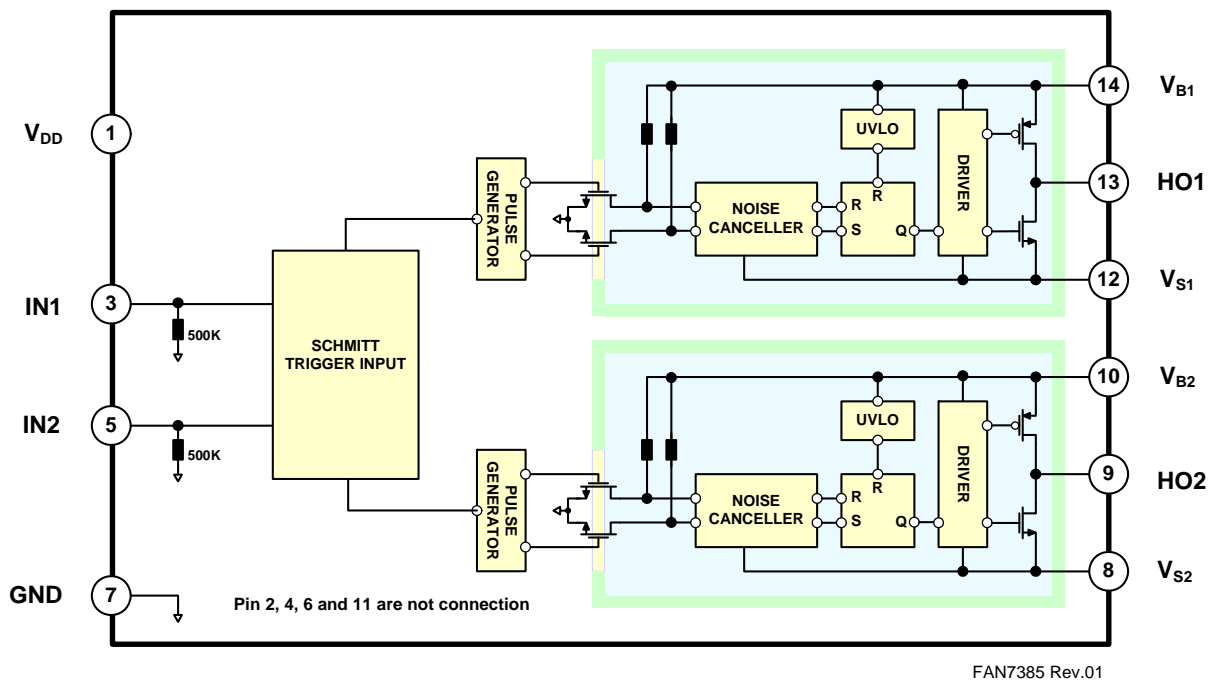 VDD
1
IN1
3
500K
IN2
5
500K
GND
7
SCHMITT
TRIGGER INPUT
Pin 2, 4, 6 and 11 are not connection
PULSE
GENERATOR
NOISE
CANCELLER
UVLO
R
R
S
Q
DRIVER
14
VB1
13
HO1
12
VS1
PULSE
GENERATOR
NOISE
CANCELLER
UVLO
R
R
S
Q
DRIVER
10
VB2
9
HO2
8
VS2
FAN7385 Rev.01